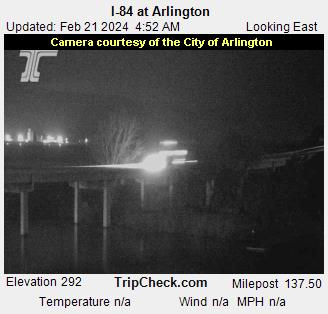 I-84 at Arlington
Updated: Feb 21 2024 4:52 AM Looking East
Camera courtesy of the City of Arlington
Elevation 292 TripCheck.com Milepost 137.50
Temperature n/a Wind n/a MPH n/a